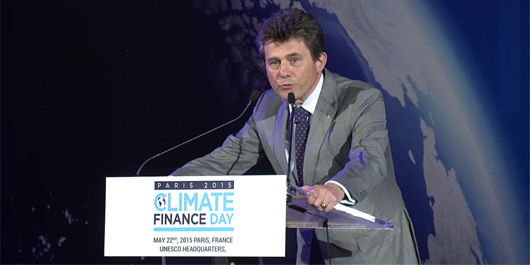 PARIS 2015
CLIMATE
FINANCE DAY
MAY 22ND, 2015 PARIS, FRANCE
UNESCO HEADQUARTERS,